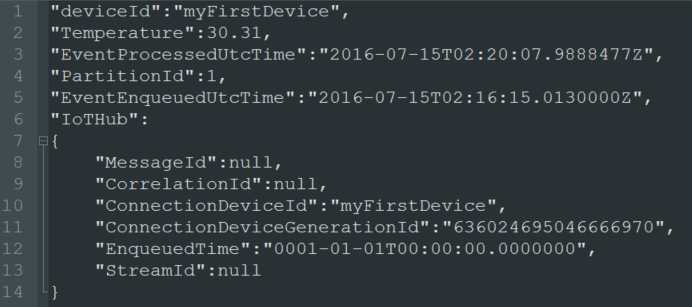 1 "deviceId":"myFirstDevice",
2 "Temperature":30.31,
3 "EventProcessedUtcTime":"2016-07-15T02:20:07.9888477Z",
4 "PartitionId":1,
5 "EventEnqueuedUtcTime":"2016-07-15T02:16:15.0130000Z",
6 "IoTHub":
7 {
8 "MessageId":null,
9 "CorrelationId":null,
10 "ConnectionDeviceId":"myFirstDevice",
11 "ConnectionDeviceGenerationId":"636024695046666970",
12 "EnqueuedTime":"0001-01-01T00:00:00.0000000",
13 "StreamId":null
14 }